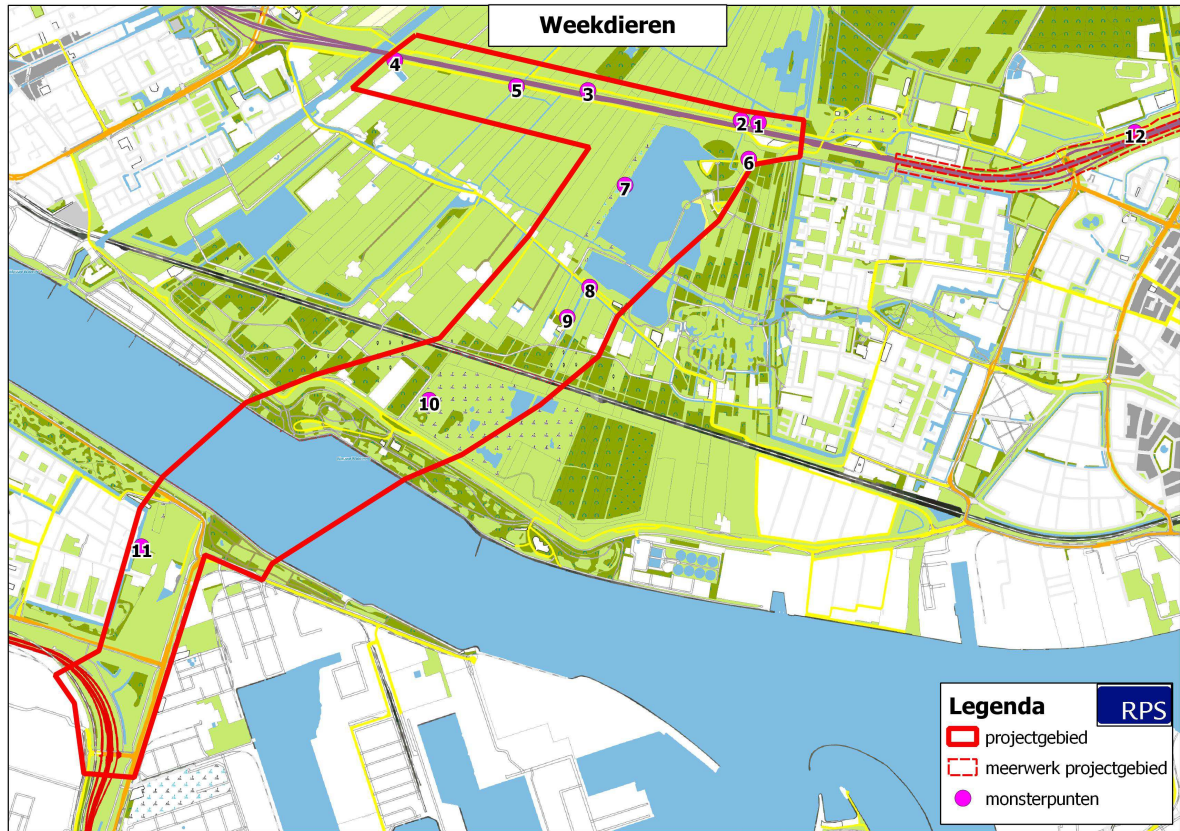 Weekdieren
4
5
3
2
1
12
6
7
8
9
10
11
Legenda
RPS
projectgebied
meerwerk projectgebied
monsterpunten